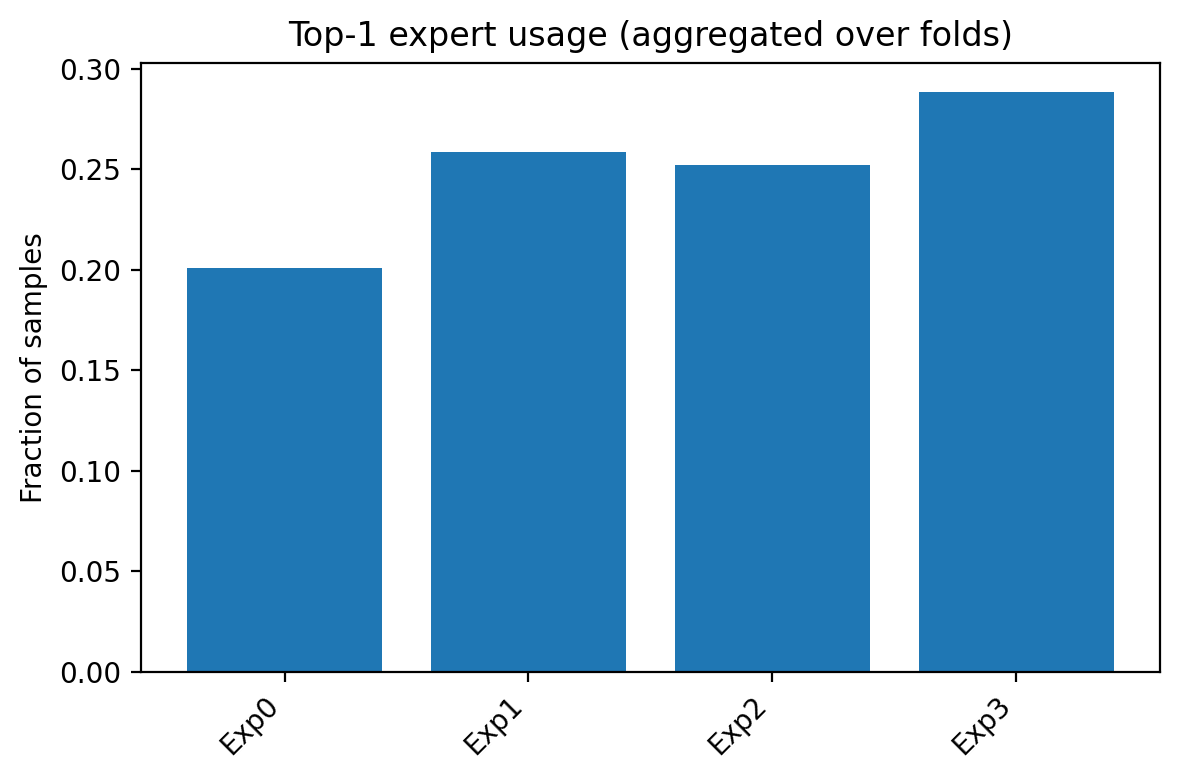 Top-1 expert usage (aggregated over folds)
Fraction of samples
0.30
0.25
0.20
0.15
0.10
0.05
0.00
Exp0
Exp1
Exp2
Exp3